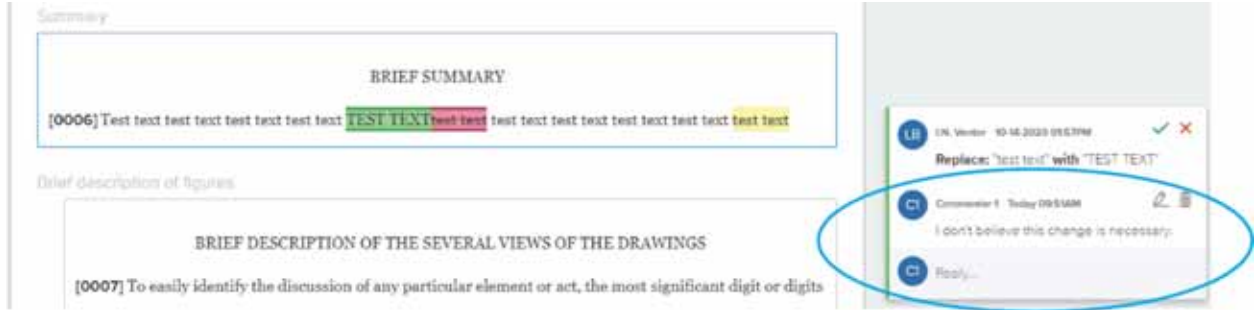 Summary
BRIEF SUMMARY
[0006] Test text test text test text test text TEST TEXTtest text test text test text test text test text test text
Brief description of figures
BRIEF DESCRIPTION OF THE SEVERAL VIEWS OF THE DRAWINGS
[0007] To easily identify the discussion of any particular element or act, the most significant digit or digits
I.N. Ventor 10-14-2020 01:57PM
Replace: "test text" with "TEST TEXT"
C1
Commenter 1 Today 09:51AM
I don't believe this change is necessary.
C1
Reply...